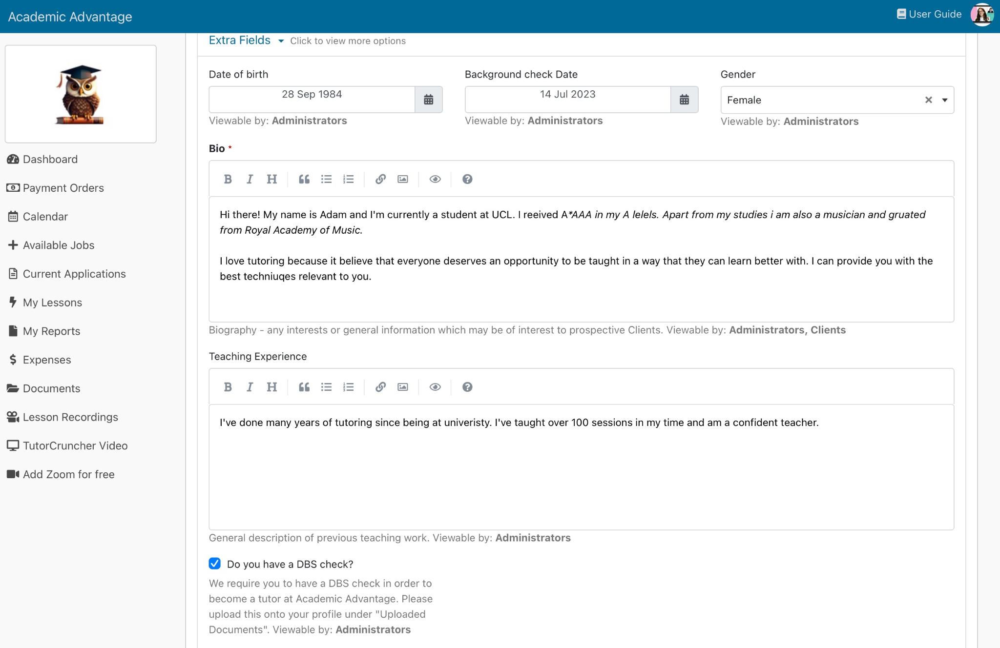 Academic Advantage
User Guide
Extra Fields Click to view more options
Date of birth
Background check Date
Gender
28 Sep 1984
14 Jul 2023
Female
Viewable by: Administrators
Viewable by: Administrators
Viewable by: Administrators
Dashboard
Payment Orders
Calendar
Available Jobs
Current Applications
My Lessons
My Reports
Expenses
Documents
Lesson Recordings
TutorCruncher Video
Add Zoom for free
Bio *
B I H
Hi there! My name is Adam and I'm currently a student at UCL. I reeived A*AAA in my A lelels. Apart from my studies i am also a musician and gruated
from Royal Academy of Music.
I love tutoring because it believe that everyone deserves an opportunity to be taught in a way that they can learn better with. I can provide you with the
best techniuqes relevant to you.
Biography - any interests or general information which may be of interest to prospective Clients. Viewable by: Administrators, Clients
Teaching Experience
B I H
I've done many years of tutoring since being at univeristy. I've taught over 100 sessions in my time and am a confident teacher.
General description of previous teaching work. Viewable by: Administrators
Do you have a DBS check?
We require you to have a DBS check in order to
become a tutor at Academic Advantage. Please
upload this onto your profile under "Uploaded
Documents". Viewable by: Administrators